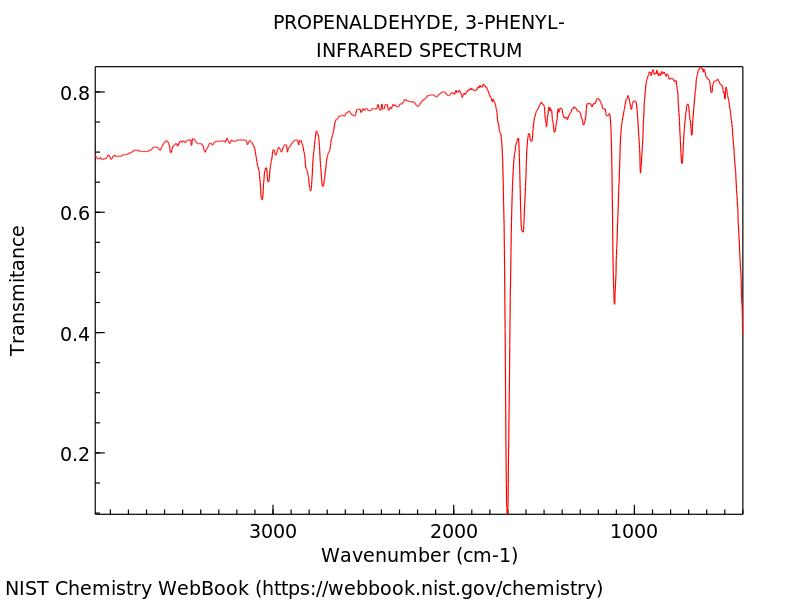 PROPENALDEHYDE, 3-PHENYL-
INFRARED SPECTRUM
0.8
0.6
0.4
0.2
Transmitance
3000 2000 1000
Wavenumber (cm-1)
NIST Chemistry WebBook (https://webbook.nist.gov/chemistry)